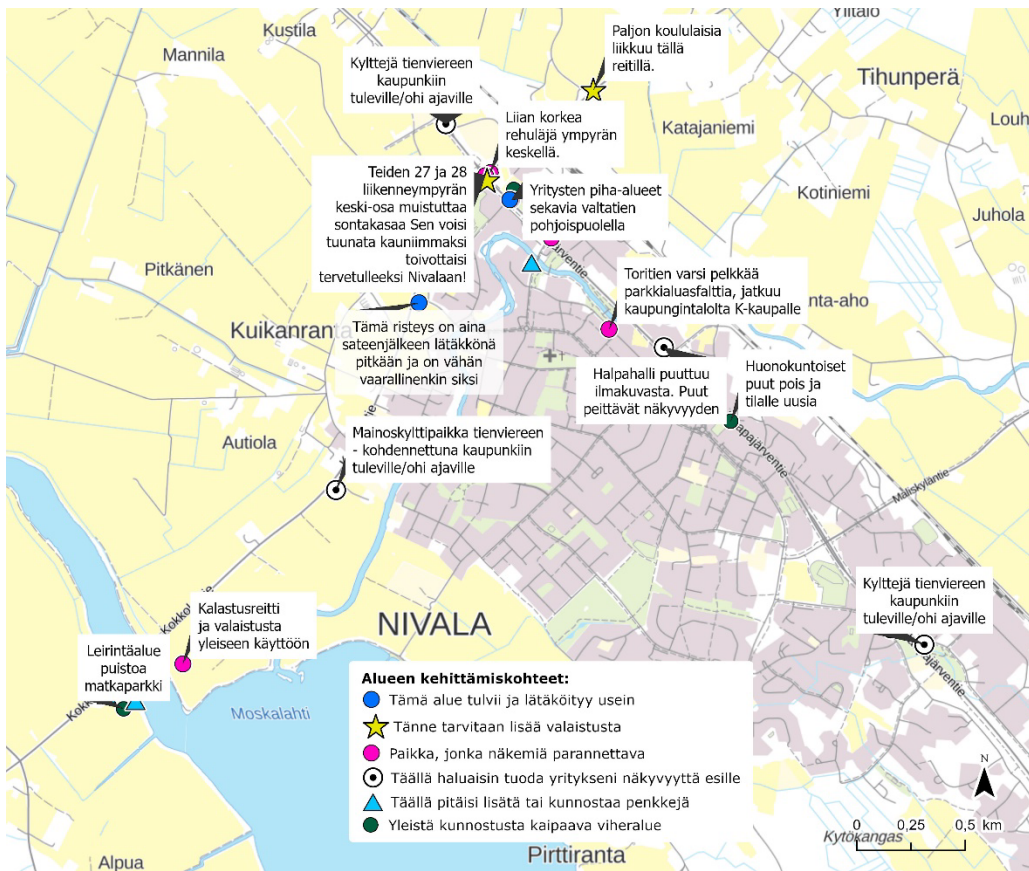 Kustila
Ylitalo
Mannila
Kylttejä tienviereen
kaupunkiin
tuleville/ohi ajaville
Paljon koululaisia
liikkuu tällä
reitillä.
Tihunperä
Louh
Liian korkea
rehuläjä ympyrän
keskellä.
Katajaniemi
Teiden 27 ja 28
liikenneympyrän
keski-osa muistuttaa
sontakasaa Sen voisi
tuunata kauniimmaksi
toivottaisi
tervetulleeksi Nivalaan!
Yritysten piha-alueet
sekavia valtatien
pohjoispuolella
Kotiniemi
Juhola
Pitkänen
järventie
Toritien varsi pelkkää
parkkialuasfalttia, jatkuu
kaupungintalolta K-kaupalle
nta-aho
Kuikanranta
Tämä risteys on aina
sateenjälkeen lätäkkönä
pitkään ja on vähän
vaarallinenkin siksi
Halpahalli puuttuu
ilmakuvasta. Puut
peittävät näkyvyyden
Huonokuntoiset
puut pois ja
tilalle uusia
Autiola
ntie
Mainoskylttipaikka tienviereen
- kohdennettuna kaupunkiin
tuleville/ohi ajaville
apajärventie
Maliskyläntie
Kylttejä tienviereen
kaupunkiin
tuleville/ohi ajaville
Kalastusreitti
ja valaistusta
yleiseen käyttöön
NIVALA
Leirintäalue
puistoa
matkaparkki
Moskalahti
Alueen kehittämiskohteet:
Tämä alue tulvii ja lätäköityy usein
Tänne tarvitaan lisää valaistusta
Paikka, jonka näkemiä parannettava
Täällä haluaisin tuoda yritykseni näkyvyyttä esille
Täällä pitäisi lisätä tai kunnostaa penkkejä
Yleistä kunnostusta kaipaava viheralue
N
0 0,25 0,5 km
Kytökangas
Alpua
Pirttiranta